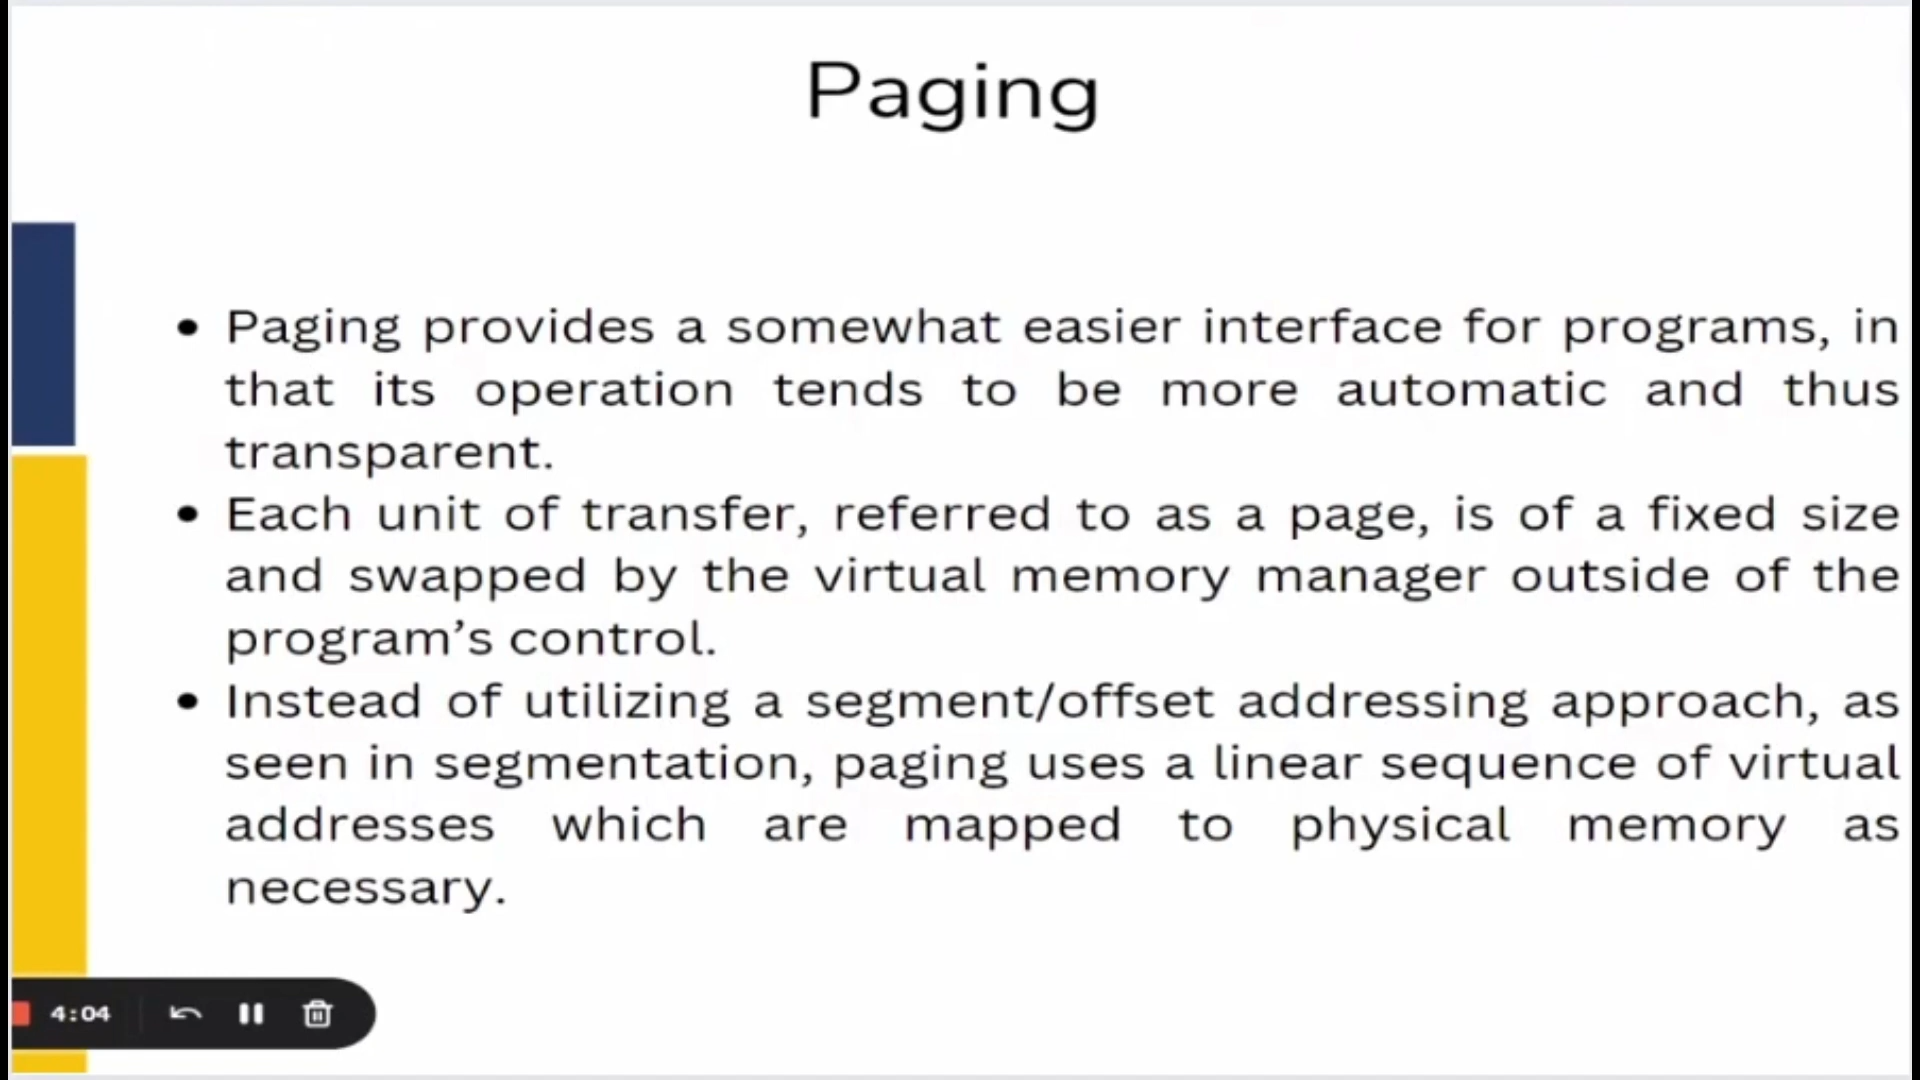 Paging
• Paging provides a somewhat easier interface for programs, in
that its operation tends to be more automatic and thus
transparent.
• Each unit of transfer, referred to as a page, is of a fixed size
and swapped by the virtual memory manager outside of the
program’s control.
• Instead of utilizing a segment/offset addressing approach, as
seen in segmentation, paging uses a linear sequence of virtual
addresses which are mapped to physical memory as
necessary.
4:04